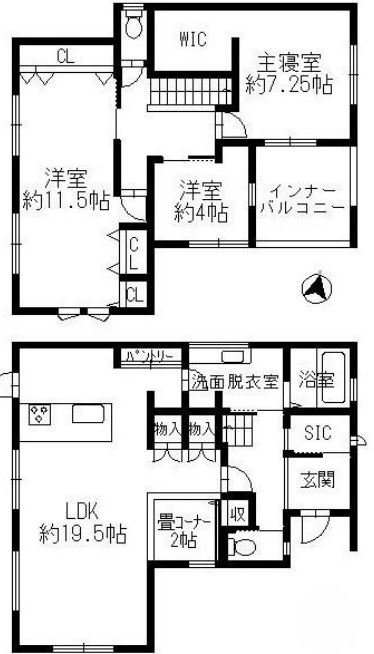 WIC
CL
主寝室
約7.25帖
洋室
約11.5帖
洋室
約4帖
インナー
バルコニー
CL
CL
パントリー
洗面脱衣室
浴室
物入
物入
SIC
玄関
LDK
約19.5帖
畳コーナー
2帖
収